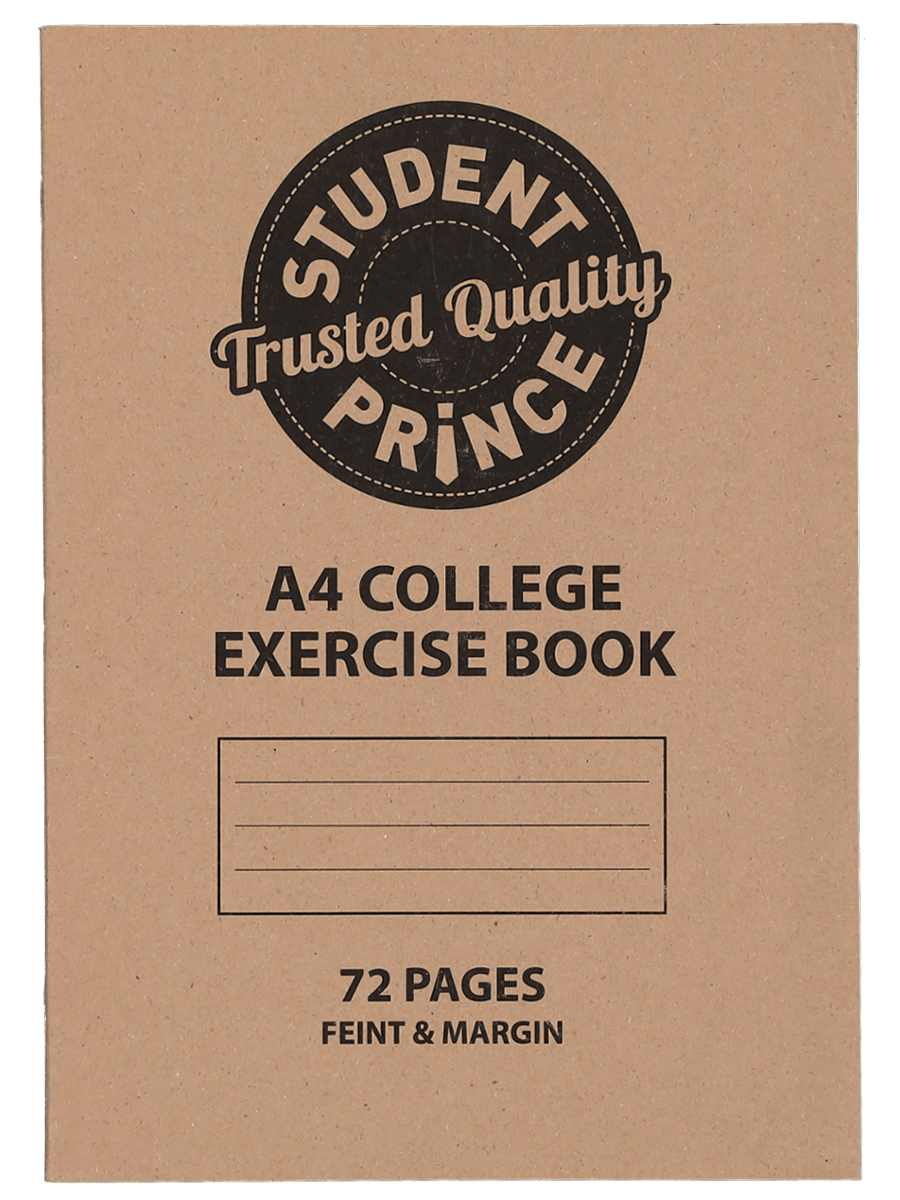 STUDENT
Trusted Quality
PRINCE
A4 COLLEGE
EXERCISE BOOK
72 PAGES
FEINT & MARGIN